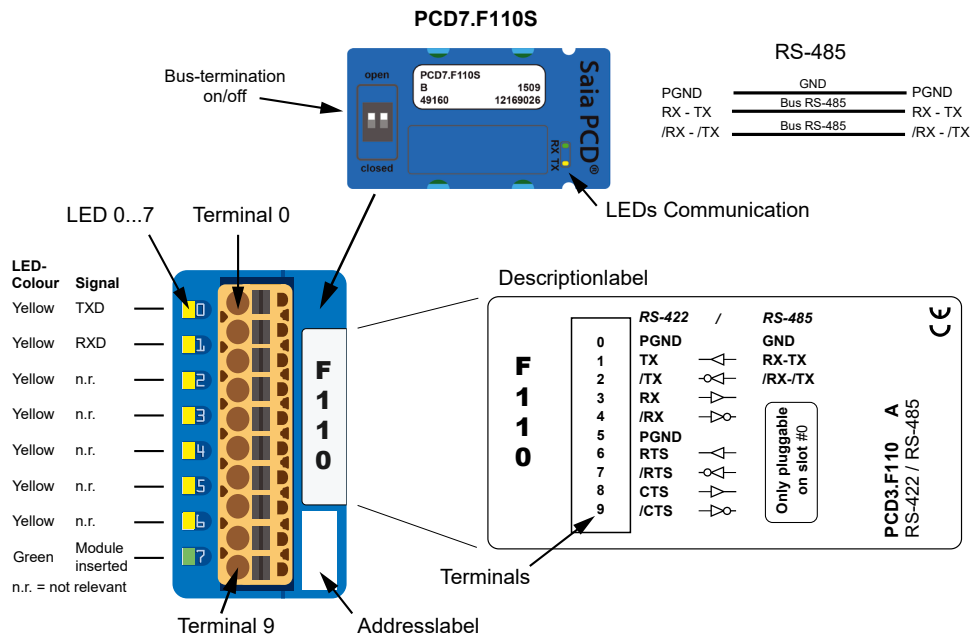 PCD7.F110S
Bus-termination
on/off
open
closed
PCD7.F110S
B 1509
49160 12169026
Saia PCD®
RX TX
LEDs Communication
RS-485
PGND GND PGND
RX - TX Bus RS-485 RX - TX
/RX - /TX Bus RS-485 /RX - /TX
LED 0...7
Terminal 0
LED-
Colour Signal
Yellow TXD 0
Yellow RXD 1
Yellow n.r. 2
Yellow n.r. 3
Yellow n.r. 4
Yellow n.r. 5
Yellow n.r. 6
Green Module
inserted 7
n.r. = not relevant
F
1
1
0
Terminal 9
Addresslabel
Descriptionlabel
F
1
1
0
RS-422 / RS-485
0 PGND GND
1 TX RX-TX
2 /TX /RX-/TX
3 RX
4 /RX
5 PGND
6 RTS
7 /RTS
8 CTS
9 /CTS
Only pluggable
on slot #0
CE
PCD3.F110 A
RS-422 / RS-485
Terminals